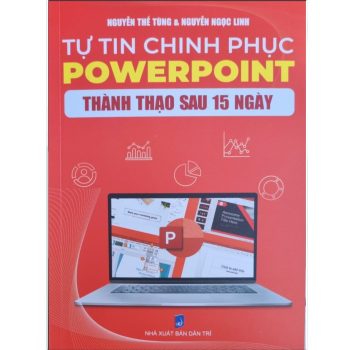 NGUYỄN THẾ TÙNG & NGUYỄN NGỌC LINH
TỰ TIN CHINH PHỤC
POWERPOINT
THÀNH THẠO SAU 15 NGÀY
P
NHÀ XUẤT BẢN DÂN TRÍ